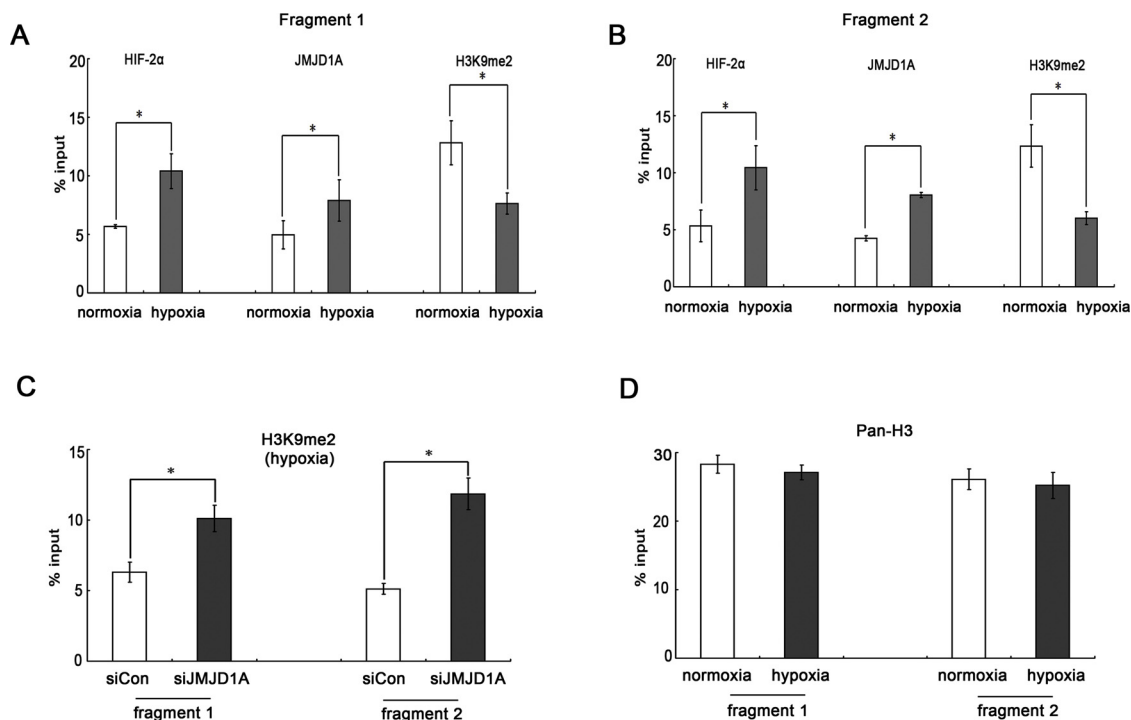 Fragment 1
A
HIF-2α
JMJD1A
H3K9me2
*
*
*
% input
20
15
10
5
0
normoxia hypoxia
normoxia hypoxia
normoxia hypoxia
Fragment 2
B
HIF-2α
JMJD1A
H3K9me2
*
*
*
% input
20
15
10
5
0
normoxia hypoxia
normoxia hypoxia
normoxia hypoxia
C
H3K9me2
(hypoxia)
*
*
% input
15
10
5
0
siCon siJMJD1A
siCon siJMJD1A
fragment 1
fragment 2
D
Pan-H3
% input
30
20
10
0
normoxia hypoxia
normoxia hypoxia
fragment 1
fragment 2